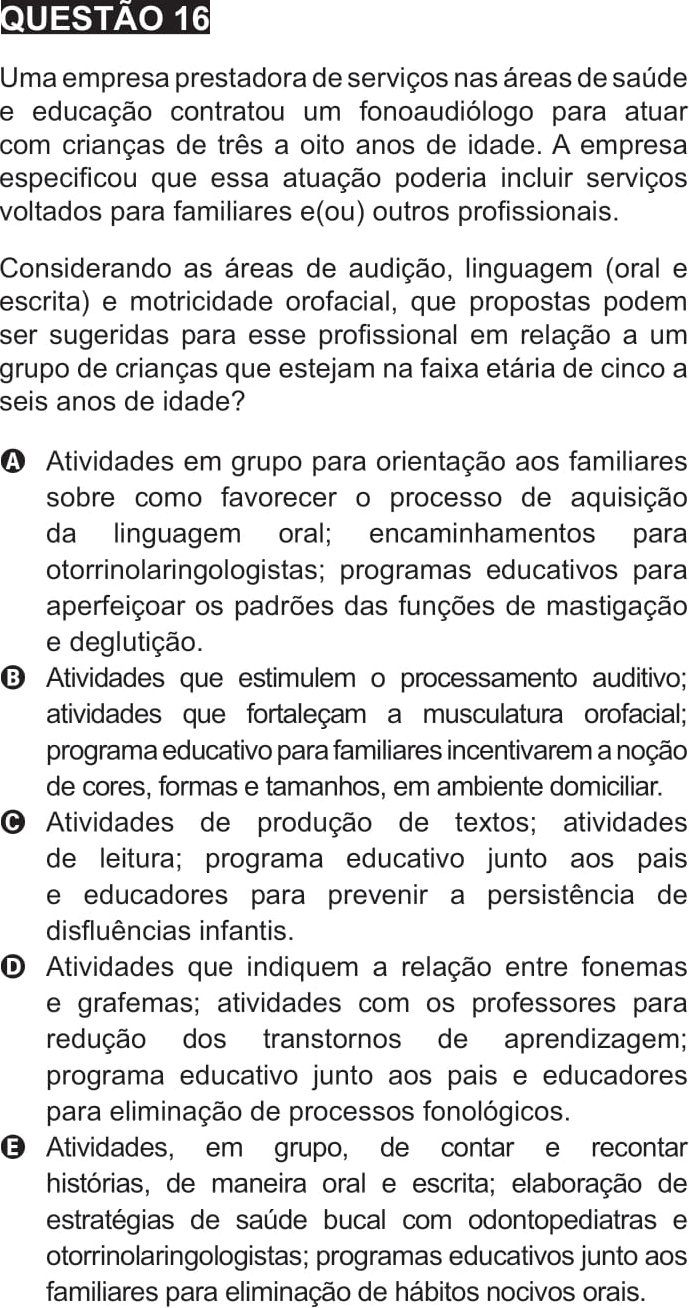 QUESTÃO 16
Uma empresa prestadora de serviços nas áreas de saúde
e educação contratou um fonoaudiólogo para atuar
com crianças de três a oito anos de idade. A empresa
especificou que essa atuação poderia incluir serviços
voltados para familiares e(ou) outros profissionais.
Considerando as áreas de audição, linguagem (oral e
escrita) e motricidade orofacial, que propostas podem
ser sugeridas para esse profissional em relação a um
grupo de crianças que estejam na faixa etária de cinco a
seis anos de idade?
A Atividades em grupo para orientação aos familiares
sobre como favorecer o processo de aquisição
da linguagem oral; encaminhamentos para
otorrinolaringologistas; programas educativos para
aperfeiçoar os padrões das funções de mastigação
e deglutição.
B Atividades que estimulem o processamento auditivo;
atividades que fortaleçam a musculatura orofacial;
programa educativo para familiares incentivarem a noção
de cores, formas e tamanhos, em ambiente domiciliar.
C Atividades de produção de textos; atividades
de leitura; programa educativo junto aos pais
e educadores para prevenir a persistência de
disfluências infantis.
D Atividades que indiquem a relação entre fonemas
e grafemas; atividades com os professores para
redução dos transtornos de aprendizagem;
programa educativo junto aos pais e educadores
para eliminação de processos fonológicos.
E Atividades, em grupo, de contar e recontar
histórias, de maneira oral e escrita; elaboração de
estratégias de saúde bucal com odontopediatras e
otorrinolaringologistas; programas educativos junto aos
familiares para eliminação de hábitos nocivos orais.